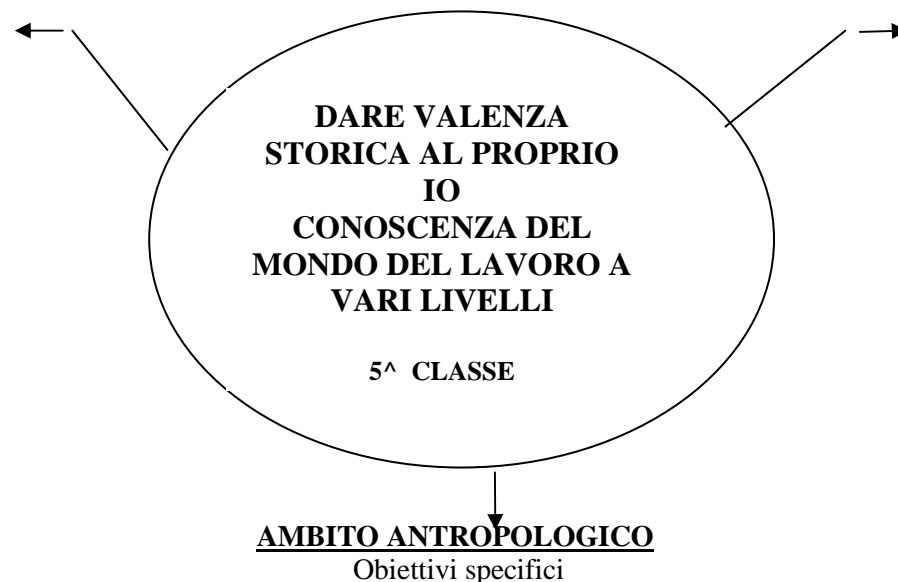 DARE VALENZA
STORICA AL PROPRIO
IO
CONOSCENZA DEL
MONDO DEL LAVORO A
VARI LIVELLI
5^ CLASSE
AMBITO ANTROPOLOGICO
Obiettivi specifici